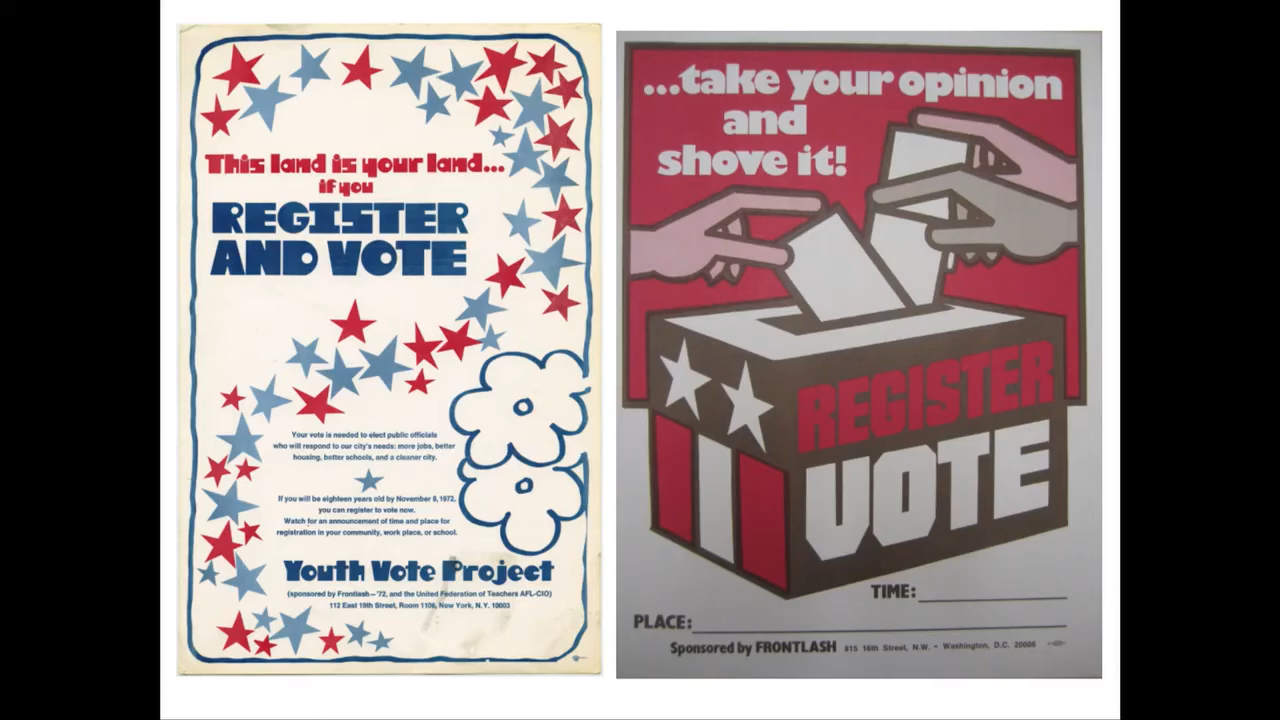 This land is your land...
if you
REGISTER
AND VOTE
Your vote is needed to elect public officials
who will respond to our city's needs: more jobs, better
housing, better schools, and a cleaner city.
If you will be eighteen years old by November 8, 1972,
you can register to vote now.
Watch for an announcement of time and place for
registration in your community, work place, or school.
Youth Vote Project
(sponsored by Frontlash—'72, and the United Federation of Teachers AFL-CIO)
112 East 19th Street, Room 1106, New York, N.Y. 10003
...take your opinion
and
shove it!
REGISTER
VOTE
TIME:
PLACE:
Sponsored by FRONTLASH 815 16th Street, N.W. – Washington, D.C. 20006